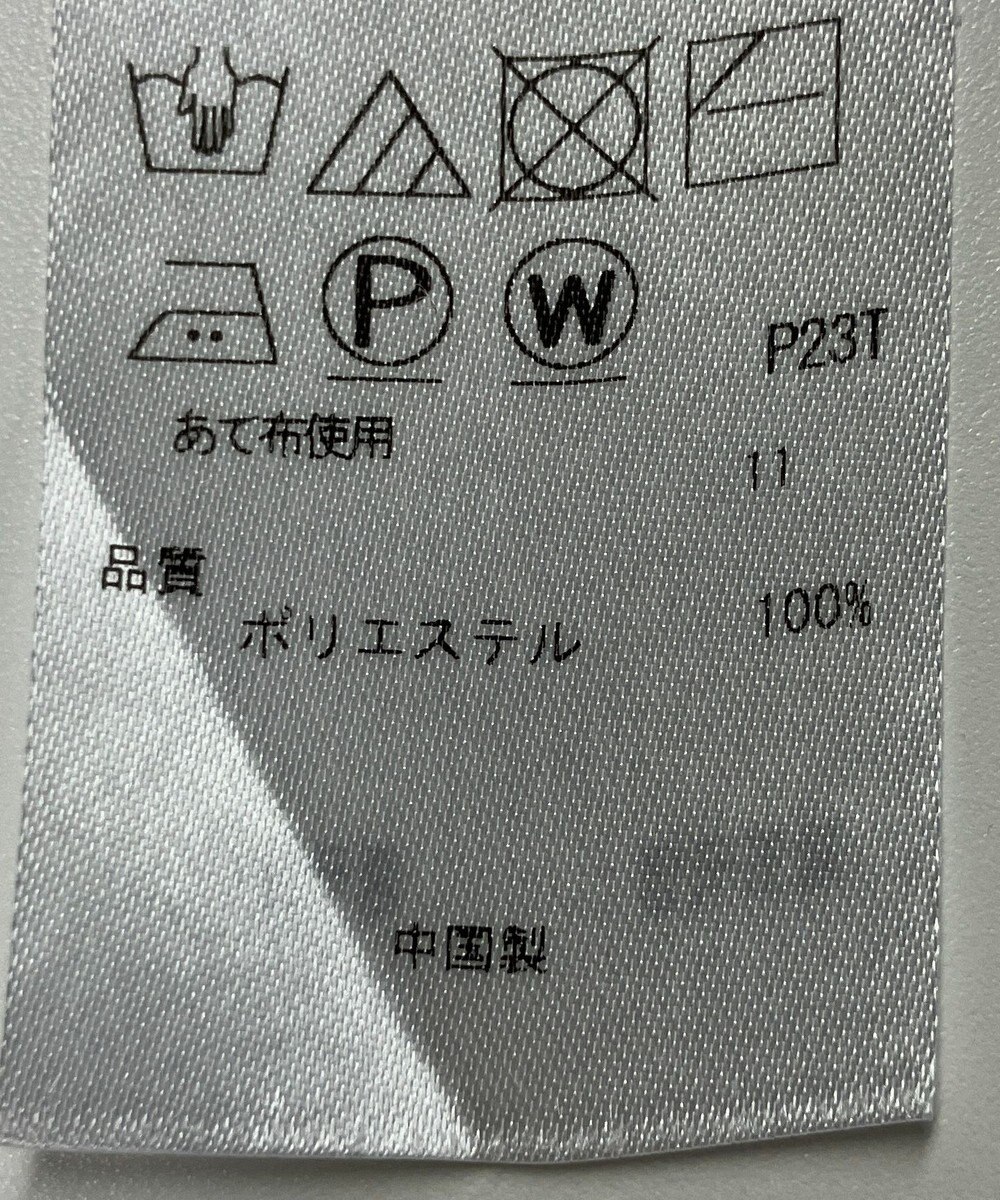 P W P23T
あて布使用
11
品質
ポリエステル 100%
中国製